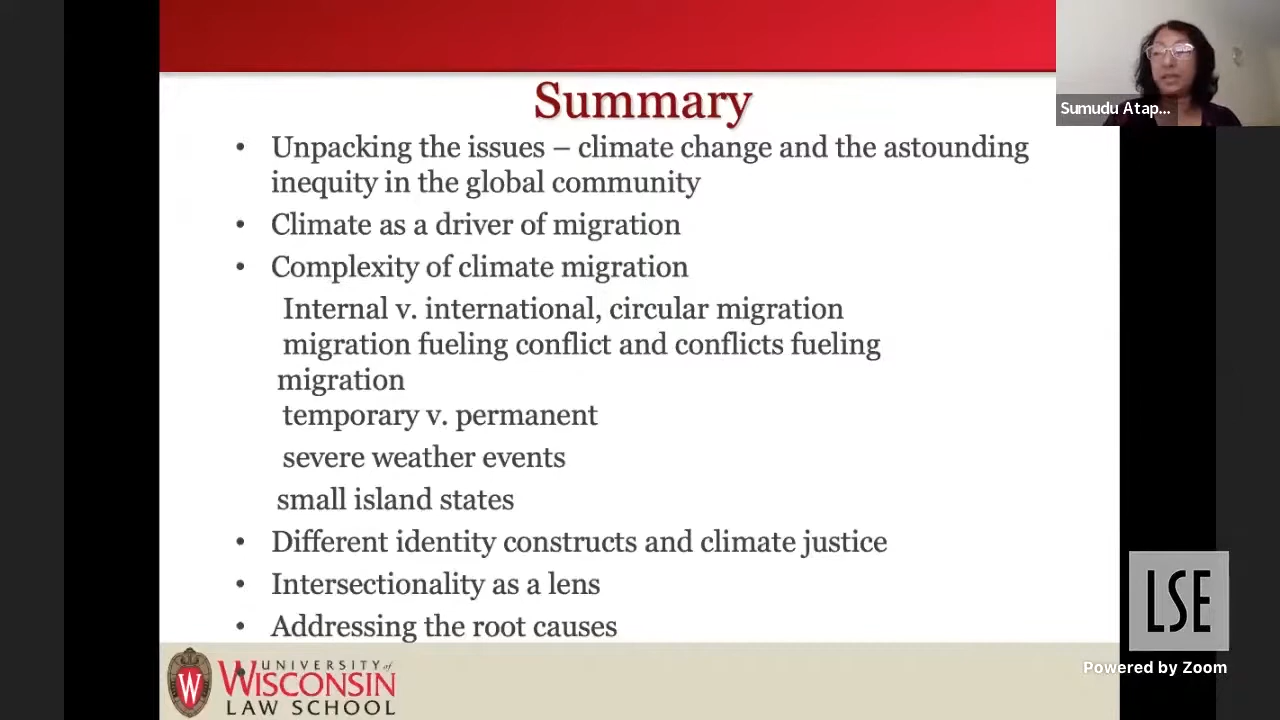 Summary
• Unpacking the issues – climate change and the astounding
inequity in the global community
• Climate as a driver of migration
• Complexity of climate migration
Internal v. international, circular migration
migration fueling conflict and conflicts fueling
migration
temporary v. permanent
severe weather events
small island states
• Different identity constructs and climate justice
• Intersectionality as a lens
• Addressing the root causes
W UNIVERSITY of
WISCONSIN
LAW SCHOOL
Sumudu Atap...
LSE
Powered by Zoom